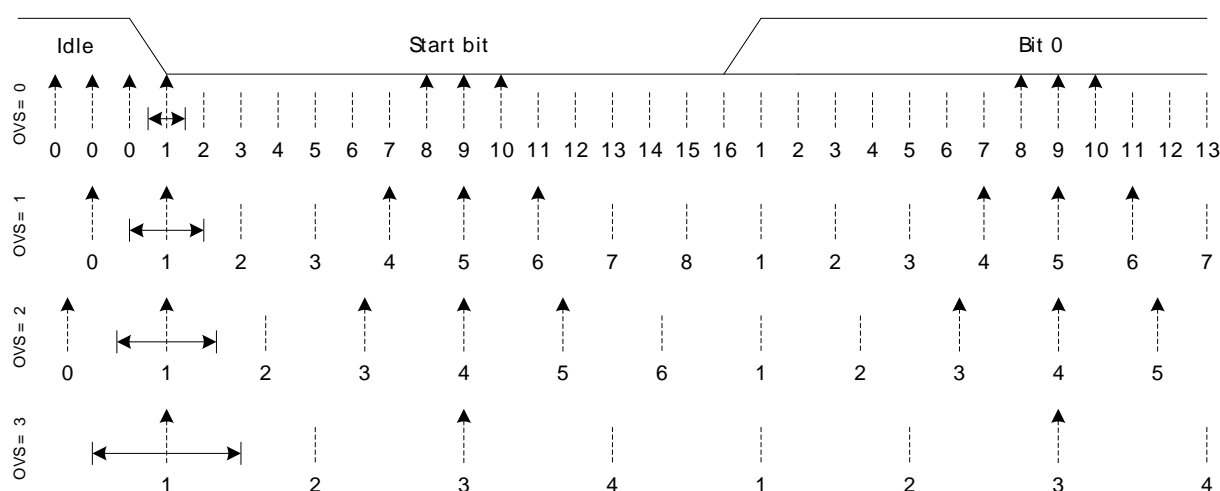 Idle Start bit Bit 0
OVS = 0
0 0 0 1 2 3 4 5 6 7 8 9 10 11 12 13 14 15 16 1 2 3 4 5 6 7 8 9 10 11 12 13
OVS = 1
0 1 2 3 4 5 6 7 8 1 2 3 4 5 6 7
OVS = 2
0 1 2 3 4 5 6 1 2 3 4 5
OVS = 3
1 2 3 4 1 2 3 4